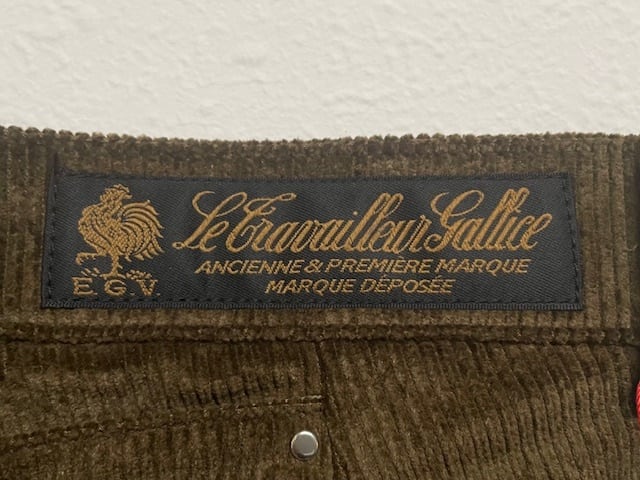 Le Travailleur Gallice
ANCIENNE & PREMIÈRE MARQUE
MARQUE DÉPOSÉE
E.G.V.